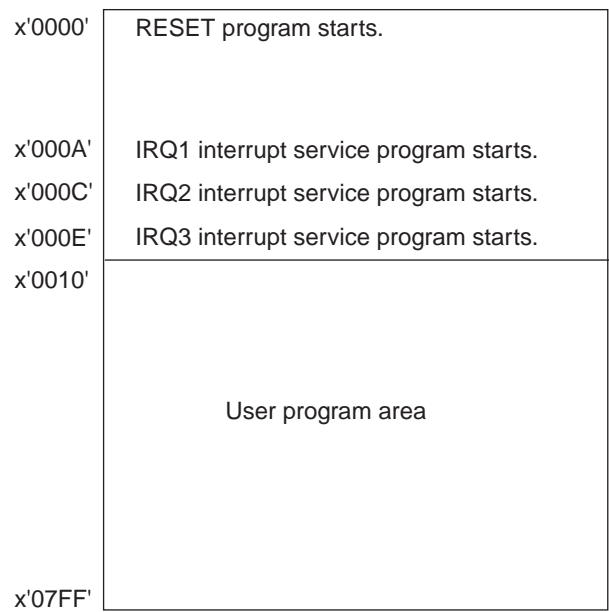 x'0000' RESET program starts.
x'000A' IRQ1 interrupt service program starts.
x'000C' IRQ2 interrupt service program starts.
x'000E' IRQ3 interrupt service program starts.
x'0010'
User program area
x'07FF'